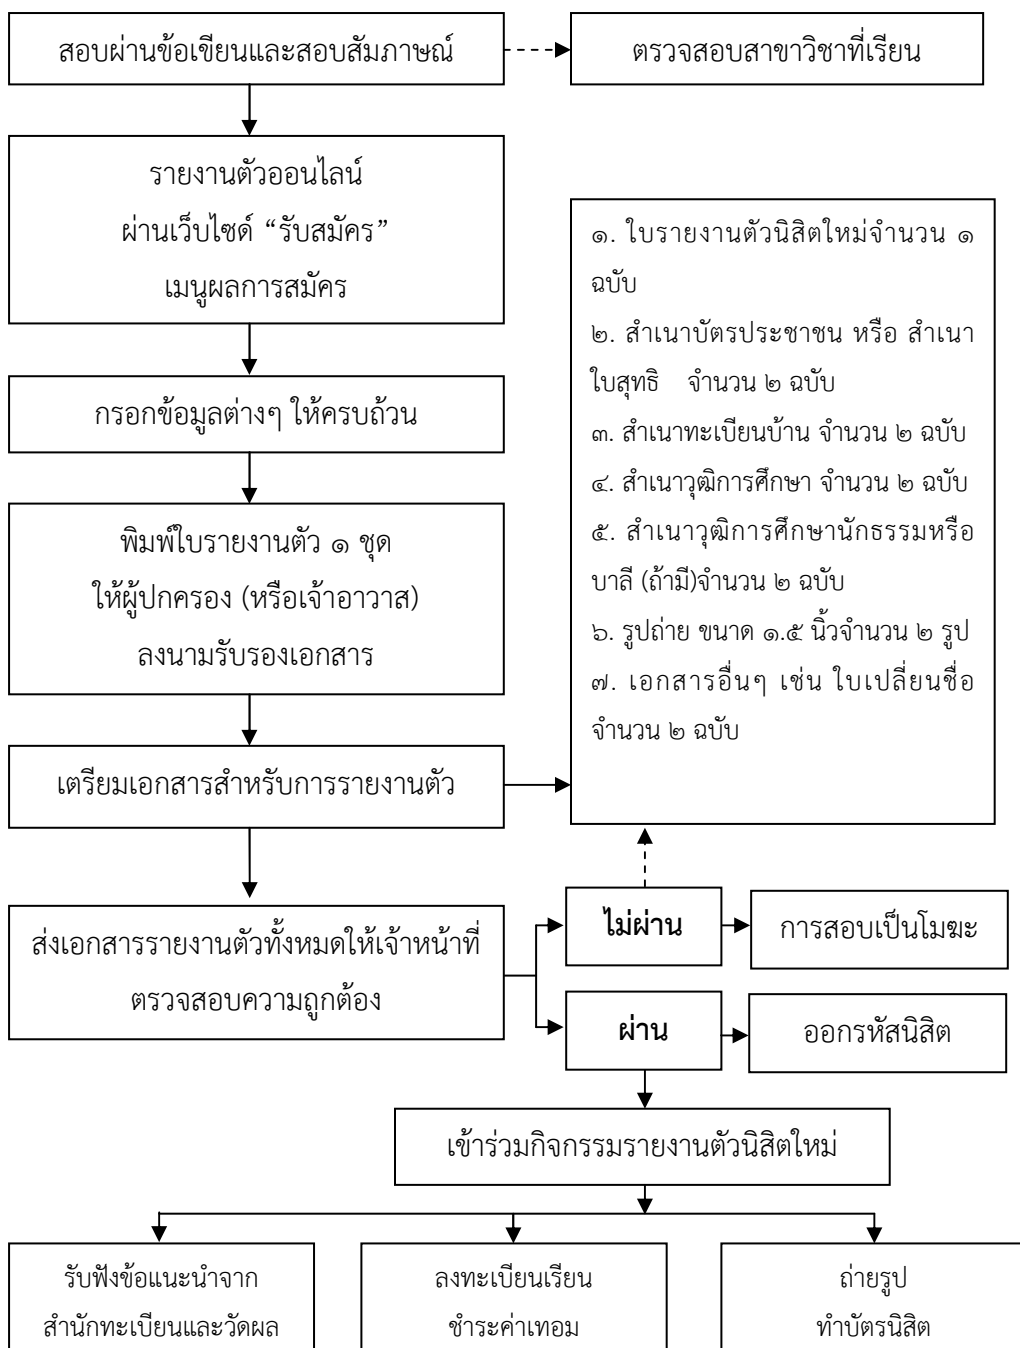 สอบผ่านข้อเขียนและสอบสัมภาษณ์
ตรวจสอบสาขาวิชาที่เรียน
รายงานตัวออนไลน์
ผ่านเว็บไซด์ “รับสมัคร”
เมนูผลการสมัคร
กรอกข้อมูลต่างๆ ให้ครบถ้วน
พิมพ์ใบรายงานตัว ๑ ชุด
ให้ผู้ปกครอง (หรือเจ้าอาวาส)
ลงนามรับรองเอกสาร
เตรียมเอกสารสำหรับการรายงานตัว
๑. ใบรายงานตัวนิสิตใหม่จำนวน ๑
ฉบับ
๒. สำเนาบัตรประชาชน หรือ สำเนา
ใบสุทธิ จำนวน ๒ ฉบับ
๓. สำเนาทะเบียนบ้าน จำนวน ๒ ฉบับ
๔. สำเนาวุฒิการศึกษา จำนวน ๒ ฉบับ
๕. สำเนาวุฒิการศึกษานักธรรมหรือ
บาลี (ถ้ามี)จำนวน ๒ ฉบับ
๖. รูปถ่าย ขนาด ๑.๕ นิ้วจำนวน ๒ รูป
๗. เอกสารอื่นๆ เช่น ใบเปลี่ยนชื่อ
จำนวน ๒ ฉบับ
ส่งเอกสารรายงานตัวทั้งหมดให้เจ้าหน้าที่
ตรวจสอบความถูกต้อง
ไม่ผ่าน
การสอบเป็นโมฆะ
ผ่าน
ออกรหัสนิสิต
เข้าร่วมกิจกรรมรายงานตัวนิสิตใหม่
รับฟังข้อแนะนำจาก
สำนักทะเบียนและวัดผล
ลงทะเบียนเรียน
ชำระค่าเทอม
ถ่ายรูป
ทำบัตรนิสิต